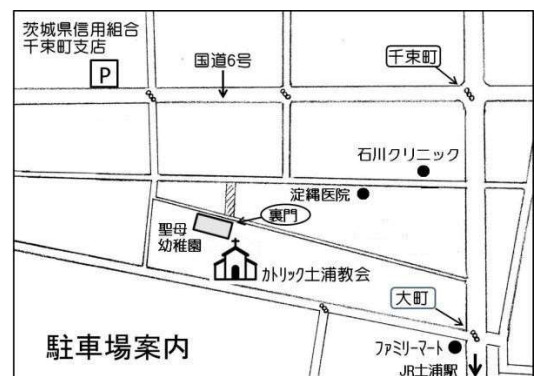 茨城県信用組合
千束町支店
P
国道6号
千束町
石川クリニック
淀縄医院
裏門
聖母
幼稚園
カトリック土浦教会
大町
駐車場案内
ファミリーマート
JR土浦駅